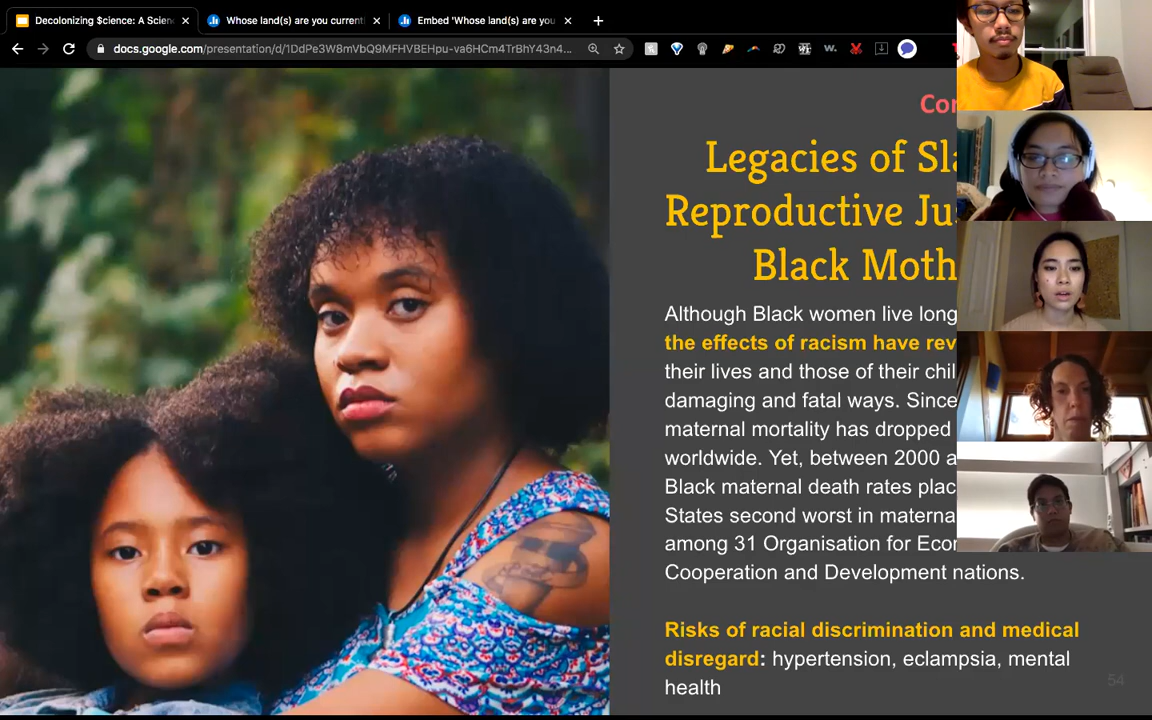 Decolonizing $cience: A Scien
Whose land(s) are you current
Embed 'Whose land(s) are you
docs.google.com/presentation/d/1DdPe3W8mVbQ9MFHVBEHpu-va6HCm4TrBhY43n4...
Cor
Legacies of Sla
Reproductive Jus
Black Moth
Although Black women live long
the effects of racism have rev
their lives and those of their chil
damaging and fatal ways. Since
maternal mortality has dropped
worldwide. Yet, between 2000 a
Black maternal death rates plac
States second worst in materna
among 31 Organisation for Econ
Cooperation and Development nations.
Risks of racial discrimination and medical
disregard: hypertension, eclampsia, mental
health
54